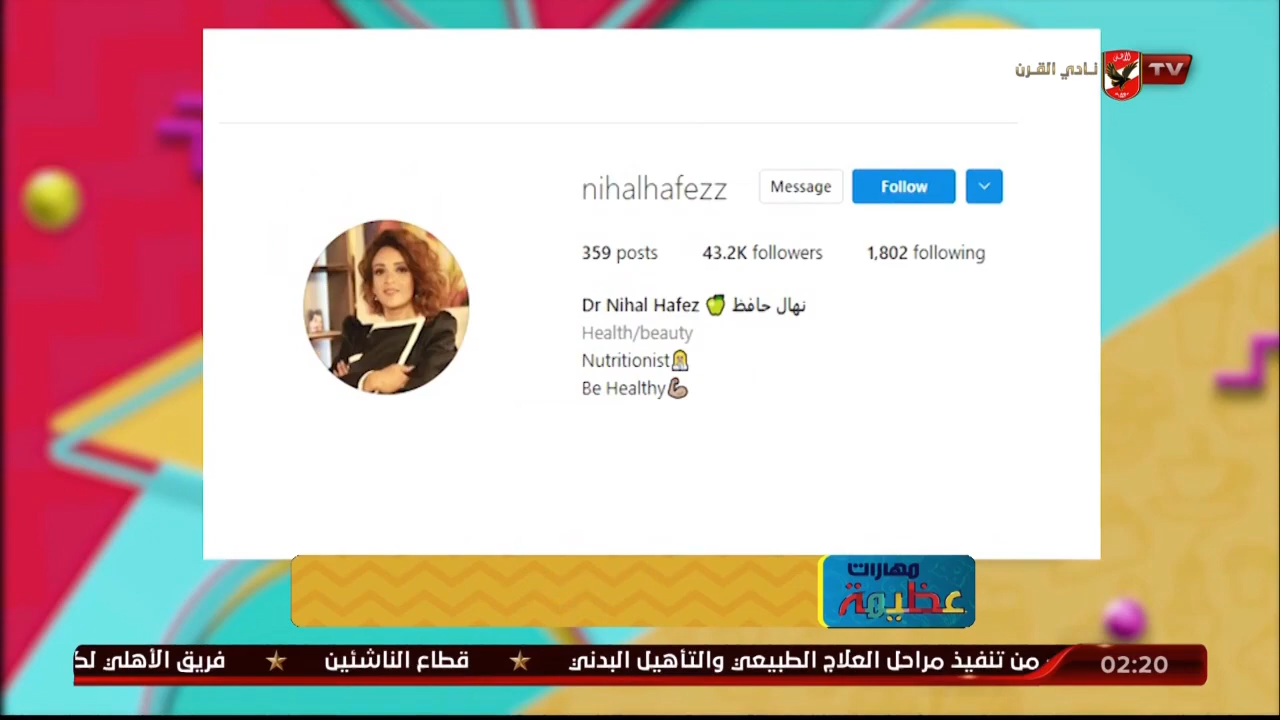 نادي القرن
TV
nihalhafezz
Message
Follow
359 posts
43.2K followers
1,802 following
Dr Nihal Hafez 🍏 نهال حافظ
Health/beauty
Nutritionist👩‍🔬
Be Healthy💪
مهارات
عظيمة
من تنفيذ مراحل العلاج الطبيعي والتأهيل البدني ★ قطاع الناشئين ★ فريق الأهلي
02:20